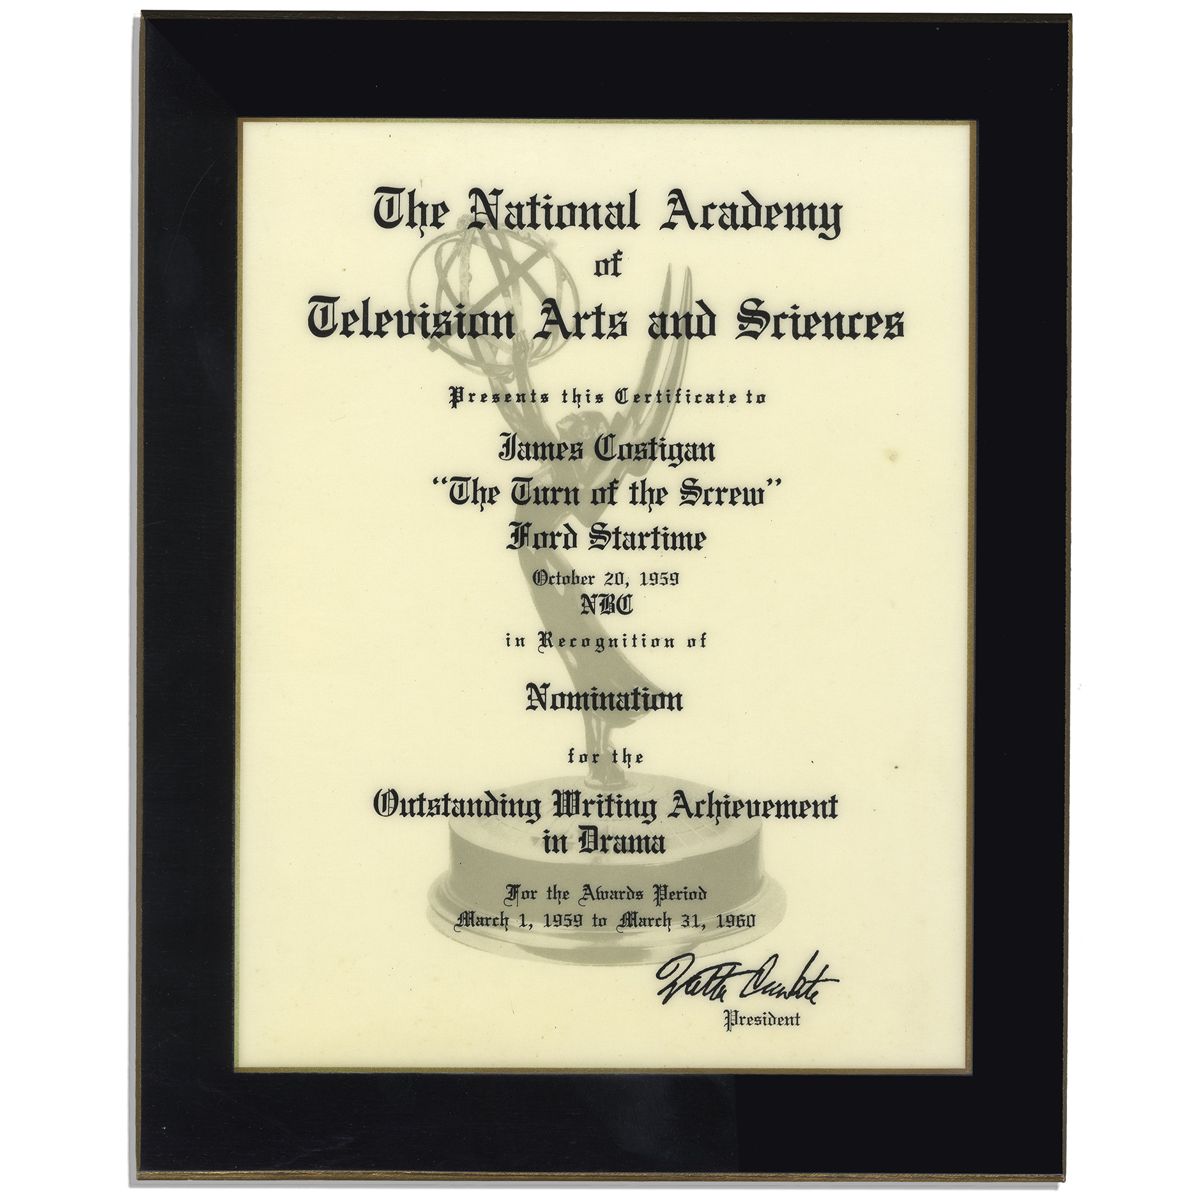 The National Academy
of
Television Arts and Sciences
Presents this Certificate to
James Costigan
"The Turn of the Screw"
Ford Startime
October 20, 1959
NBC
in Recognition of
Nomination
for the
Outstanding Writing Achievement
in Drama
For the Awards Period
March 1, 1959 to March 31, 1960
Walter Cronkite
President